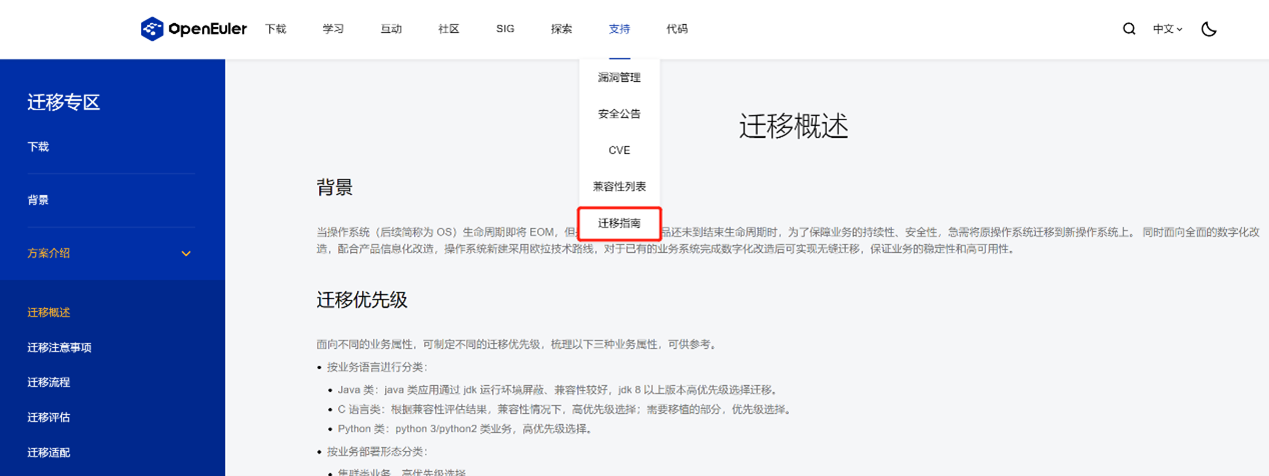 OpenEuler 下载 学习 互动 社区 SIG 探索 支持 代码 中文
漏洞管理
安全公告
CVE
兼容性列表
迁移指南
迁移专区
下载
背景
方案介绍
迁移概述
迁移注意事项
迁移流程
迁移评估
迁移适配
迁移概述
背景
当操作系统（后续简称为 OS）生命周期即将 EOM，但 品还未到结束生命周期时，为了保障业务的持续性、安全性，急需将原操作系统迁移到新操作系统上。 同时面向全面的数字化改
造，配合产品信息化改造，操作系统新建采用欧拉技术路线，对于已有的业务系统完成数字化改造后可实现无缝迁移，保证业务的稳定性和高可用性。
迁移优先级
面向不同的业务属性，可制定不同的迁移优先级，梳理以下三种业务属性，可供参考。
按业务语言进行分类：
Java 类：java 类应用通过 jdk 运行环境屏蔽、兼容性较好，jdk 8 以上版本高优先级选择迁移。
C 语言类：根据兼容性评估结果，兼容性情况下，高优先级选择；需要移植的部分，优先级选择。
Python 类：python 3/python2 类业务，高优先级选择。
按业务部署形态分类：
集群类业务，高优先级选择